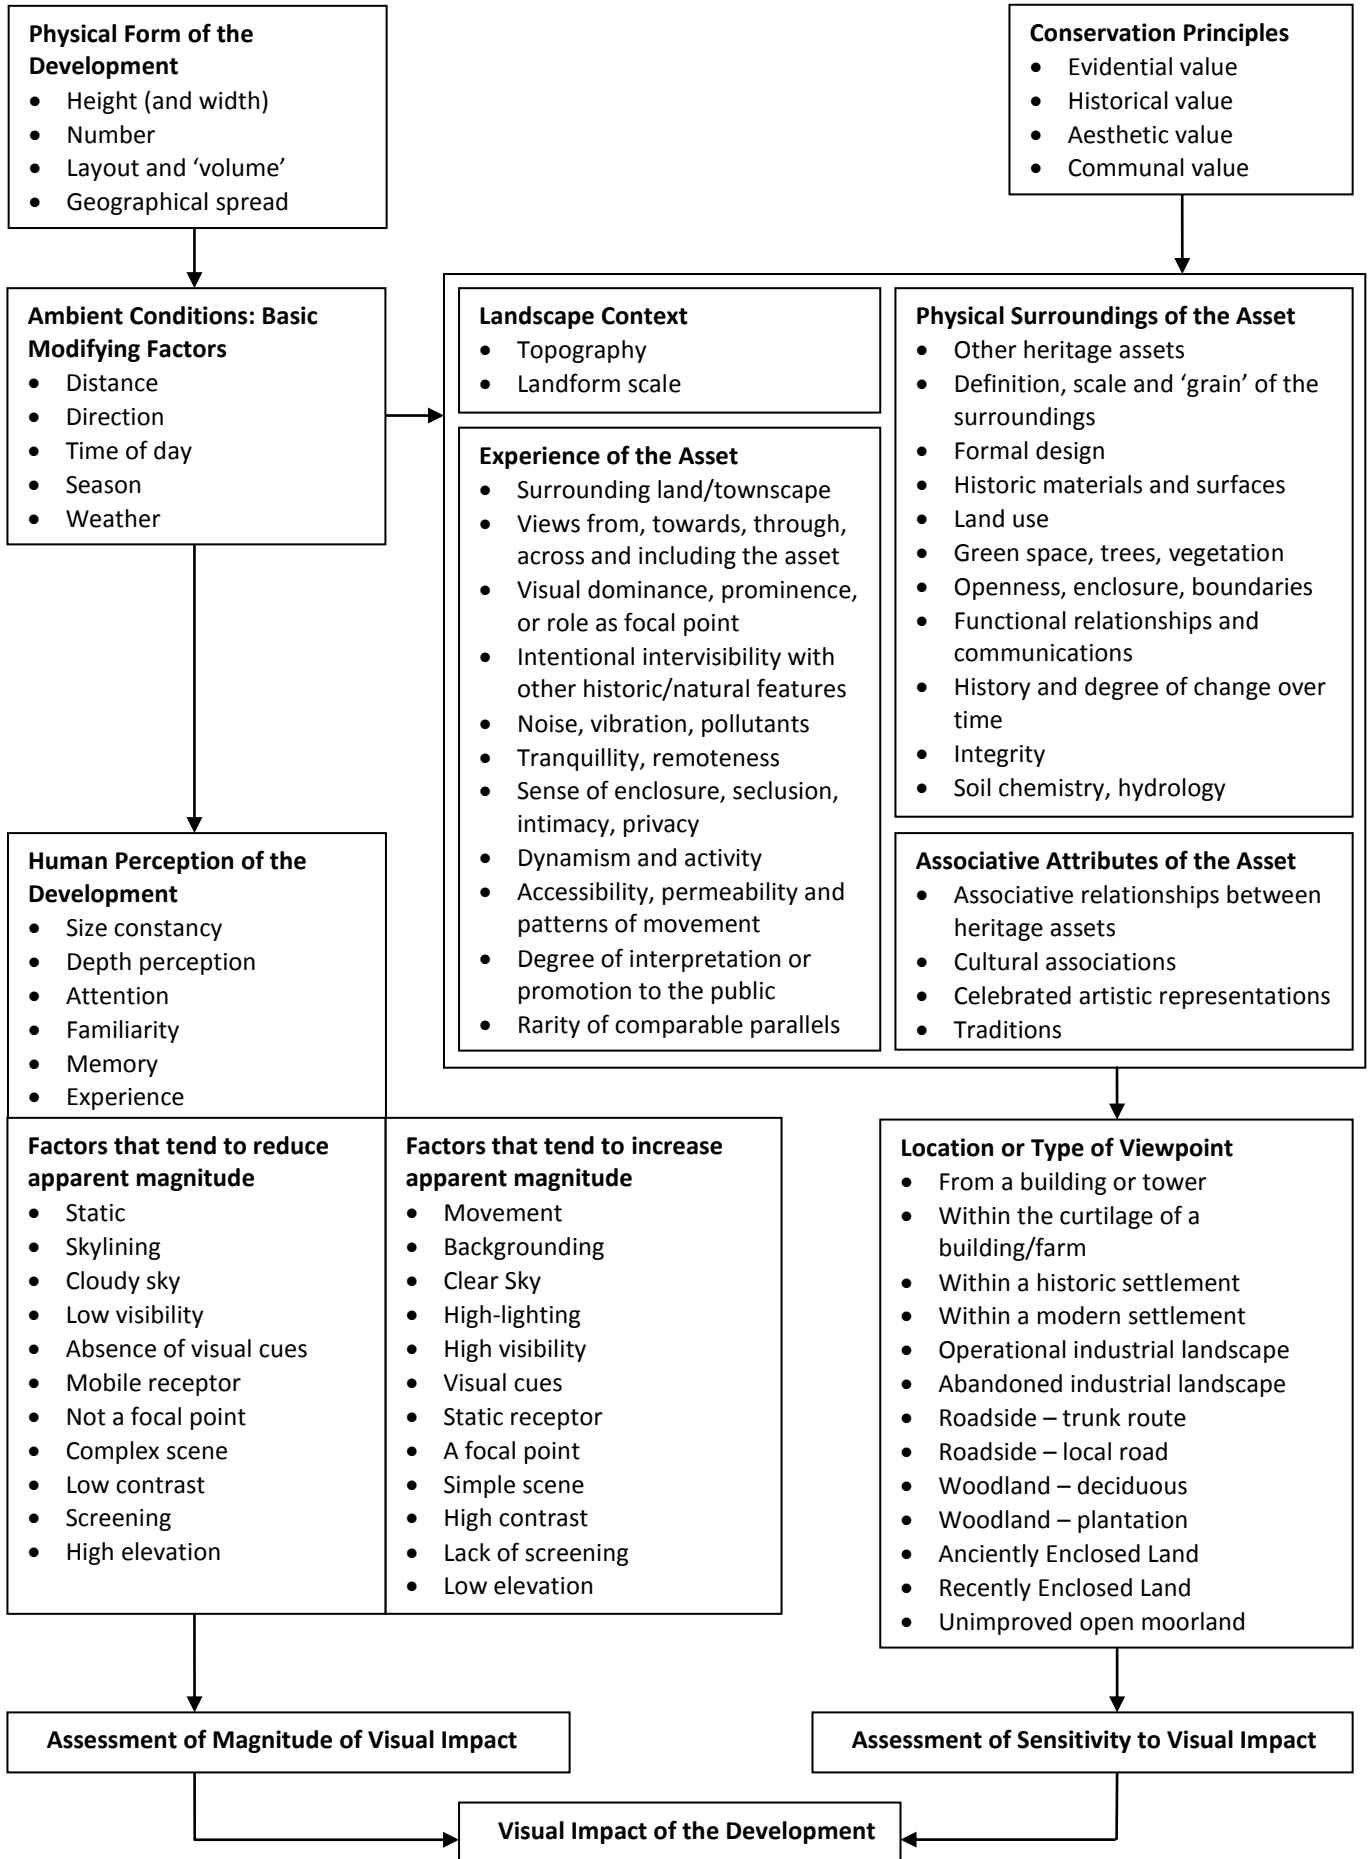 Physical Form of the
Development
• Height (and width)
• Number
• Layout and ‘volume’
• Geographical spread
Conservation Principles
• Evidential value
• Historical value
• Aesthetic value
• Communal value
Ambient Conditions: Basic
Modifying Factors
• Distance
• Direction
• Time of day
• Season
• Weather
Landscape Context
• Topography
• Landform scale
Experience of the Asset
• Surrounding land/townscape
• Views from, towards, through,
across and including the asset
• Visual dominance, prominence,
or role as focal point
• Intentional intervisibility with
other historic/natural features
• Noise, vibration, pollutants
• Tranquillity, remoteness
• Sense of enclosure, seclusion,
intimacy, privacy
• Dynamism and activity
• Accessibility, permeability and
patterns of movement
• Degree of interpretation or
promotion to the public
• Rarity of comparable parallels
Physical Surroundings of the Asset
• Other heritage assets
• Definition, scale and ‘grain’ of the
surroundings
• Formal design
• Historic materials and surfaces
• Land use
• Green space, trees, vegetation
• Openness, enclosure, boundaries
• Functional relationships and
communications
• History and degree of change over
time
• Integrity
• Soil chemistry, hydrology
Associative Attributes of the Asset
• Associative relationships between
heritage assets
• Cultural associations
• Celebrated artistic representations
• Traditions
Human Perception of the
Development
• Size constancy
• Depth perception
• Attention
• Familiarity
• Memory
• Experience
Factors that tend to reduce
apparent magnitude
• Static
• Skylining
• Cloudy sky
• Low visibility
• Absence of visual cues
• Mobile receptor
• Not a focal point
• Complex scene
• Low contrast
• Screening
• High elevation
Factors that tend to increase
apparent magnitude
• Movement
• Backgrounding
• Clear Sky
• High-lighting
• High visibility
• Visual cues
• Static receptor
• A focal point
• Simple scene
• High contrast
• Lack of screening
• Low elevation
Location or Type of Viewpoint
• From a building or tower
• Within the curtilage of a
building/farm
• Within a historic settlement
• Within a modern settlement
• Operational industrial landscape
• Abandoned industrial landscape
• Roadside – trunk route
• Roadside – local road
• Woodland – deciduous
• Woodland – plantation
• Anciently Enclosed Land
• Recently Enclosed Land
• Unimproved open moorland
Assessment of Magnitude of Visual Impact
Assessment of Sensitivity to Visual Impact
Visual Impact of the Development